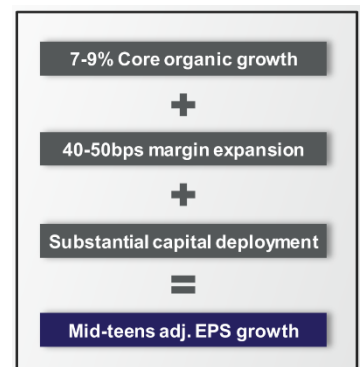 7-9% Core organic growth
+
40-50bps margin expansion
+
Substantial capital deployment
=
Mid-teens adj. EPS growth